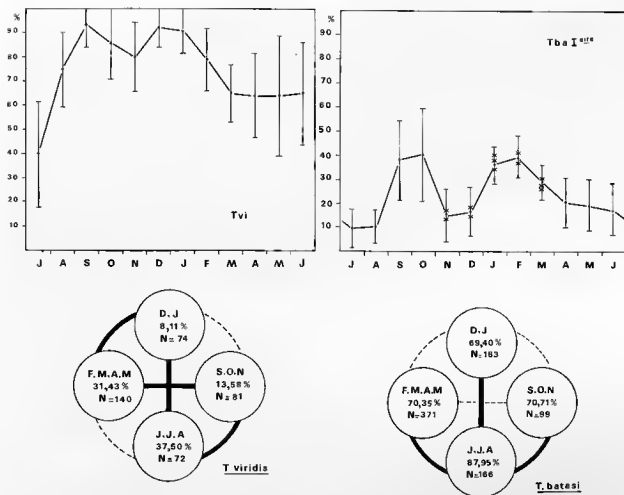 %
90
80
70
60
50
40
30
20
10
Tvi
J A S O N D J F M A M J
%
90
80
70
60
50
40
30
20
10
Tba I aire
J A S O N D J F M A M J
D.J
8,11%
N=74
F.M.A.M
31,43%
N=140
S.O.N
13,58%
N=81
J.J.A
37,50%
N=72
T viridis
D.J
69,40%
N=183
F.M.A.M
70,35%
N=371
S.O.N
70,71%
N=99
J.J.A
87,95%
N=166
T. batesi